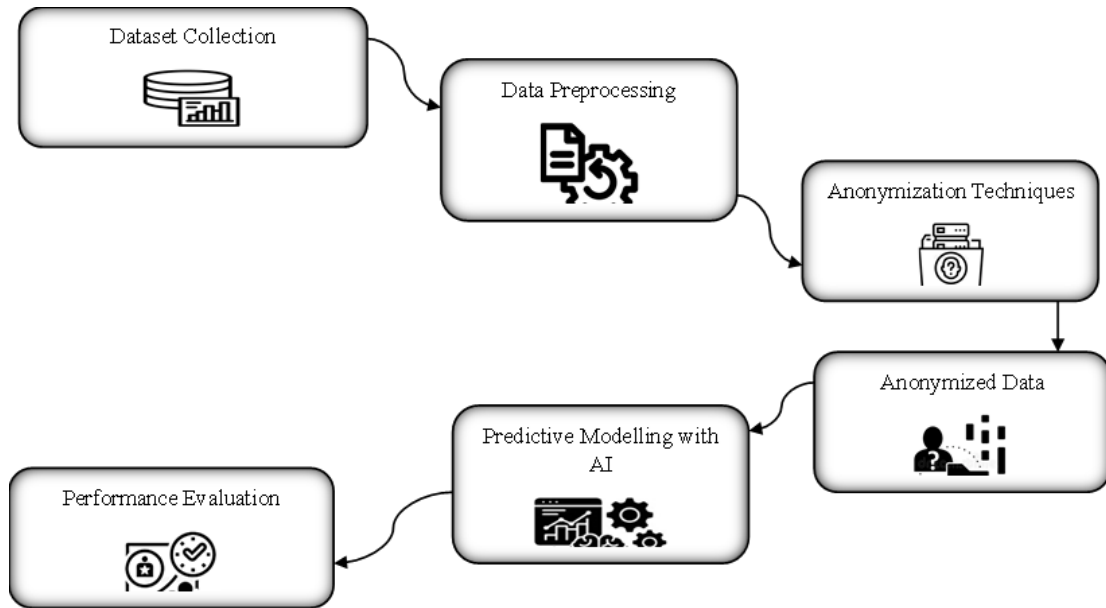 Dataset Collection
Data Preprocessing
Anonymization Techniques
Anonymized Data
Predictive Modelling with
AI
Performance Evaluation